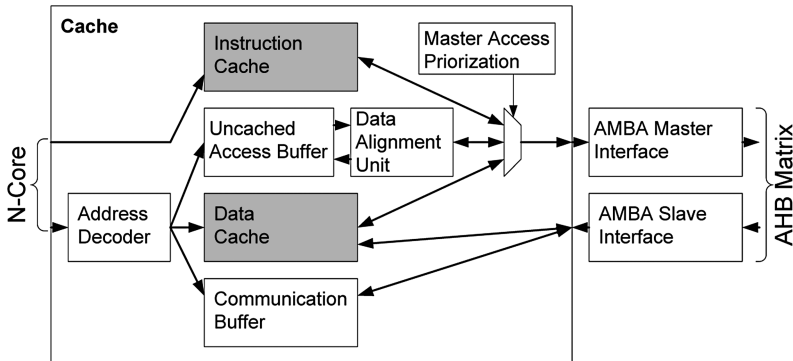 Cache
Instruction
Cache
Master Access
Priorization
Uncached
Access Buffer
Data
Alignment
Unit
AMBA Master
Interface
N-Core
Address
Decoder
Data
Cache
AMBA Slave
Interface
AHB Matrix
Communication
Buffer